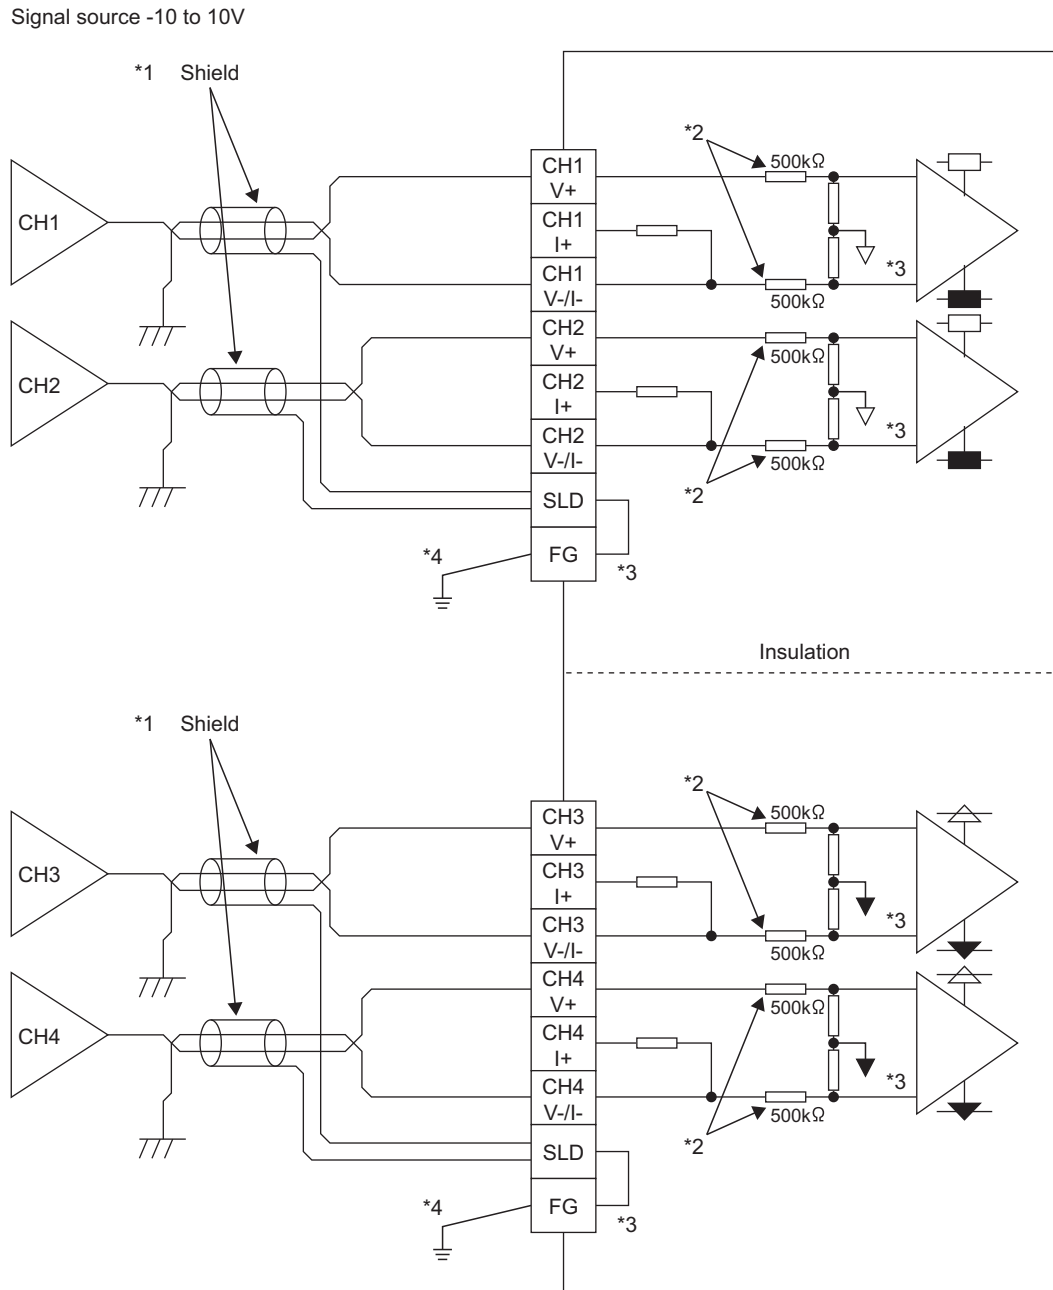 Signal source -10 to 10V
*1 Shield
*2
500kΩ
CH1
CH1
V+
CH1
I+
CH1
V-/I-
*3
500kΩ
CH2
CH2
V+
500kΩ
CH2
I+
CH2
V-/I-
*3
500kΩ
*2
SLD
*4
FG
*3
Insulation
*1 Shield
*2
500kΩ
CH3
CH3
V+
CH3
I+
CH3
V-/I-
*3
500kΩ
CH4
CH4
V+
500kΩ
CH4
I+
CH4
V-/I-
*3
500kΩ
*2
SLD
*4
FG
*3